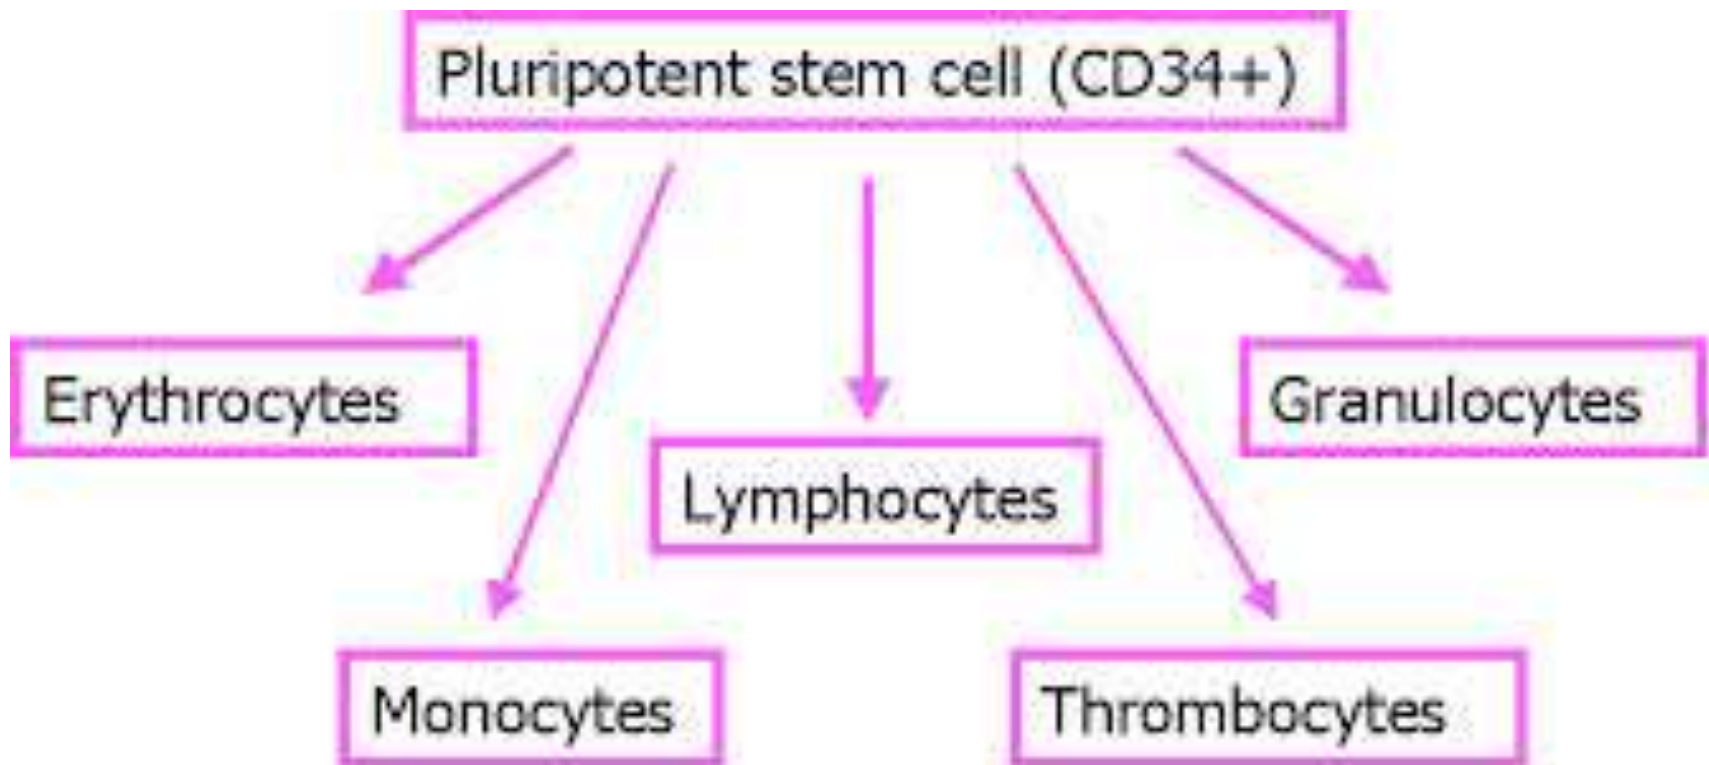 Pluripotent stem cell (CD34+)
Erythrocytes
Granulocytes
Lymphocytes
Monocytes
Thrombocytes